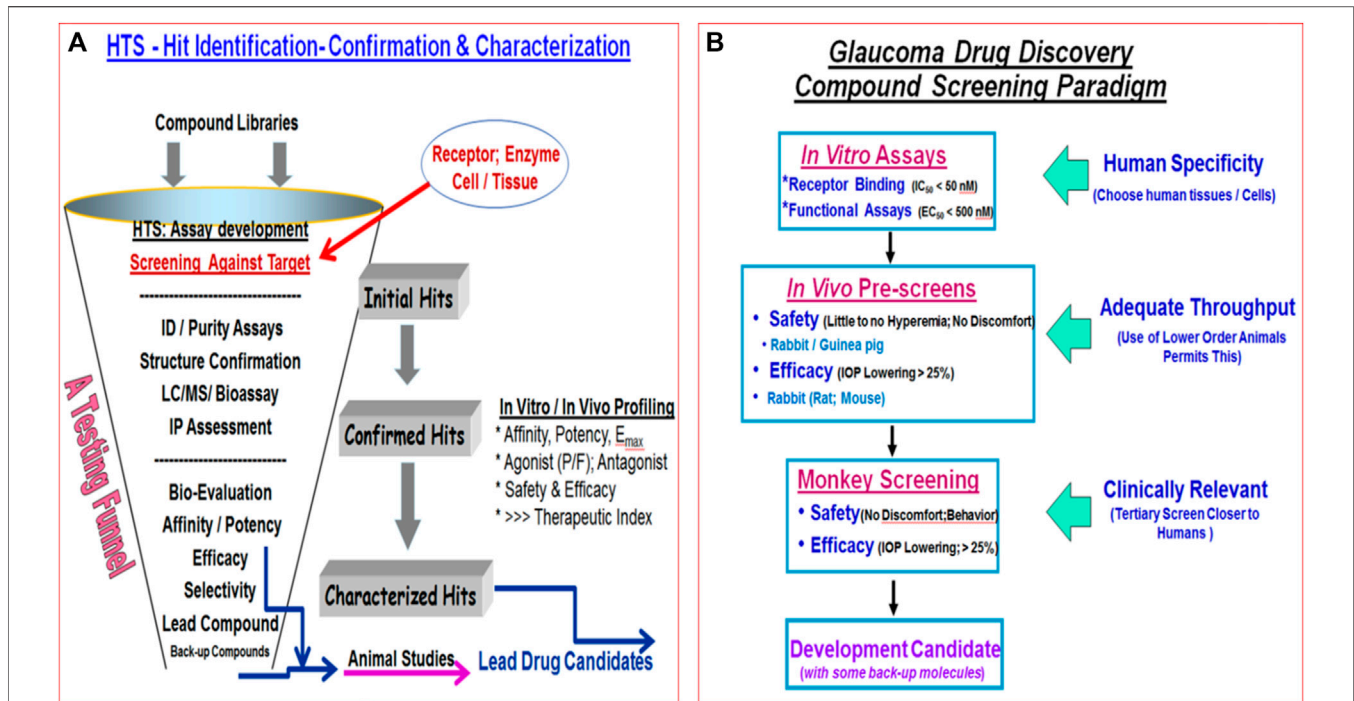 A
HTS - Hit Identification- Confirmation & Characterization
Compound Libraries
Receptor; Enzyme
Cell / Tissue
HTS: Assay development
Screening Against Target
----------------------------------
ID / Purity Assays
Structure Confirmation
LC/MS/ Bioassay
IP Assessment
----------------------------
Bio-Evaluation
Affinity / Potency
Efficacy
Selectivity
Lead Compound
Back-up Compounds
A Testing Funnel
Initial Hits
Confirmed Hits
Characterized Hits
In Vitro / In Vivo Profiling
* Affinity, Potency, Emax
* Agonist (P/F); Antagonist
* Safety & Efficacy
* >>> Therapeutic Index
Animal Studies
Lead Drug Candidates
B
Glaucoma Drug Discovery
Compound Screening Paradigm
In Vitro Assays
*Receptor Binding (IC50 < 50 nM)
*Functional Assays (EC50 < 500 nM)
Human Specificity
(Choose human tissues / Cells)
In Vivo Pre-screens
• Safety (Little to no Hyperemia; No Discomfort)
• Rabbit / Guinea pig
• Efficacy (IOP Lowering > 25%)
• Rabbit (Rat; Mouse)
Adequate Throughput
(Use of Lower Order Animals
Permits This)
Monkey Screening
• Safety(No Discomfort;Behavior)
• Efficacy (IOP Lowering; > 25%)
Clinically Relevant
(Tertiary Screen Closer to
Humans )
Development Candidate
(with some back-up molecules)